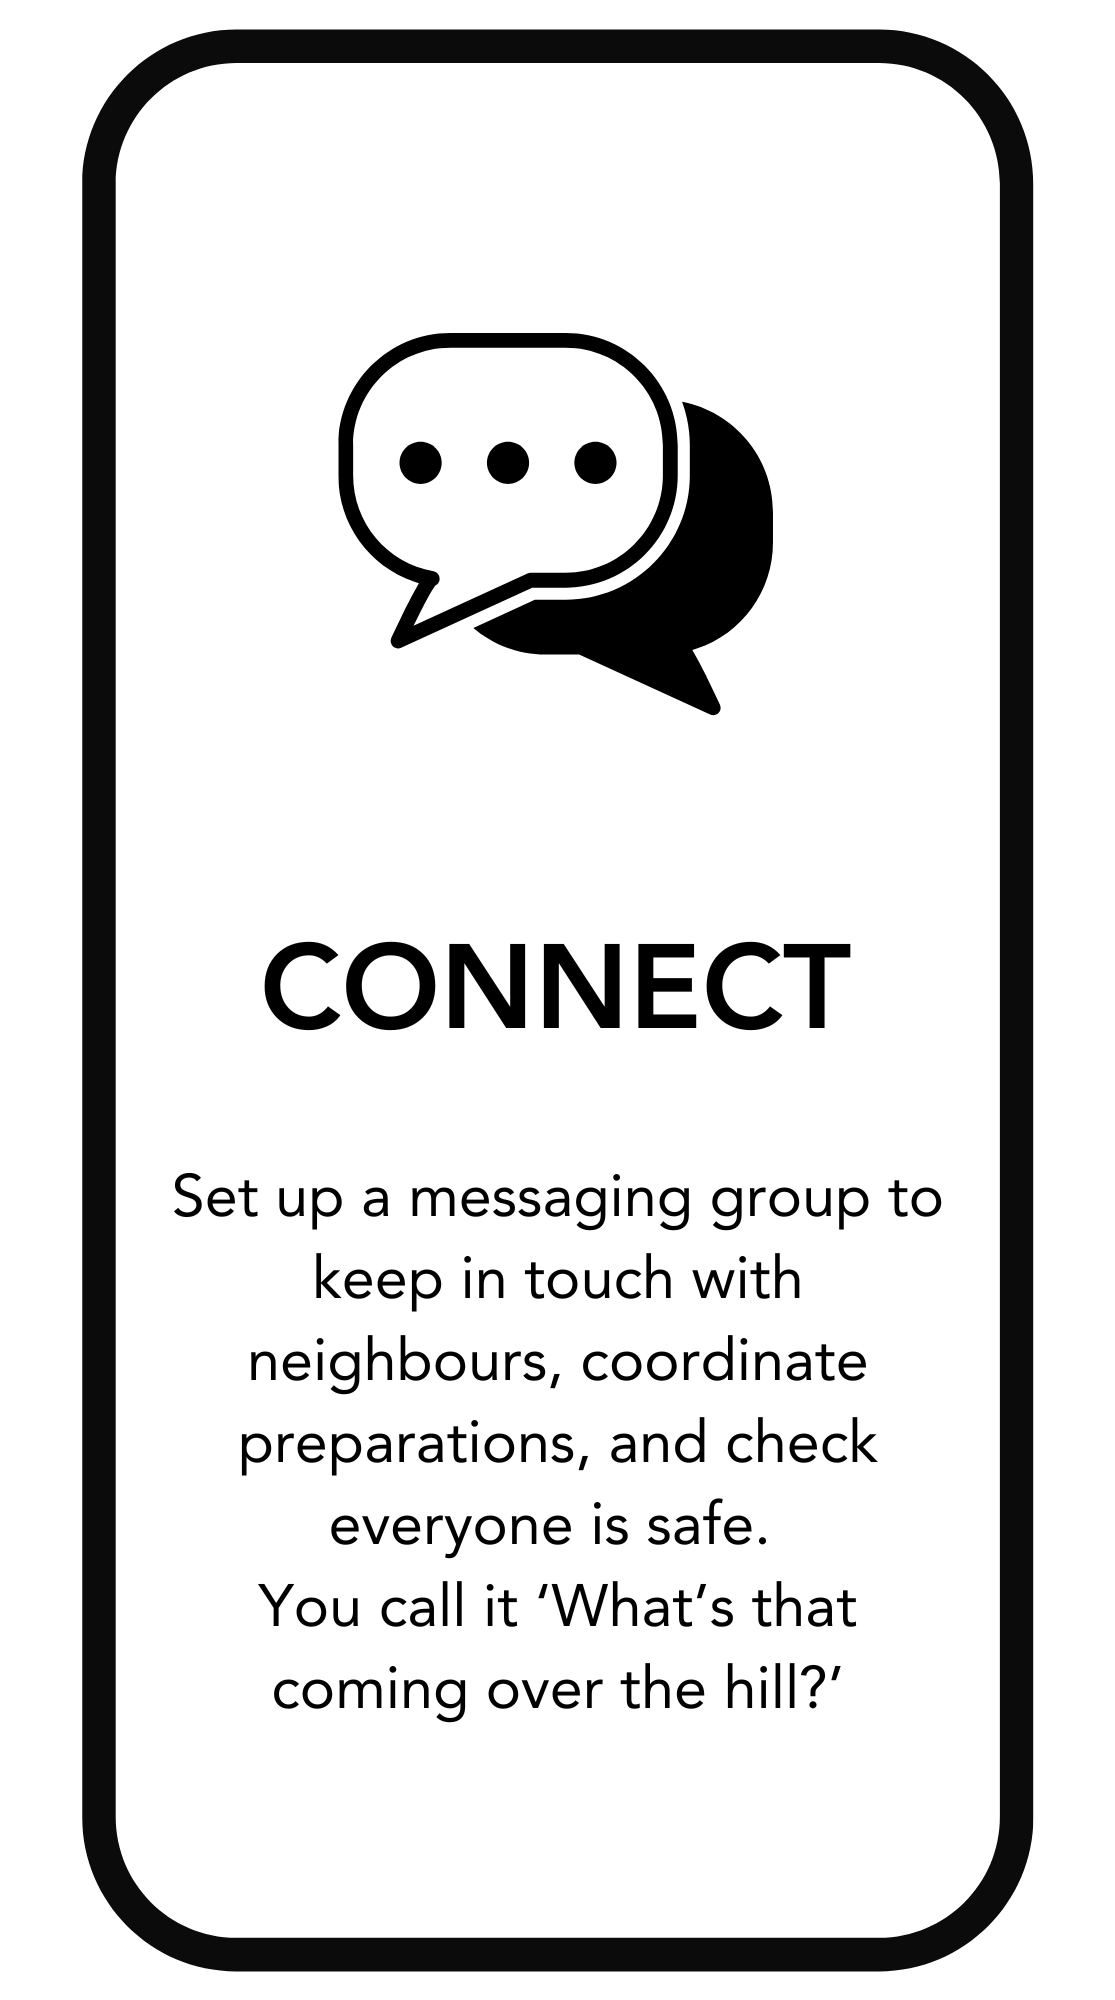 CONNECT
Set up a messaging group to
keep in touch with
neighbours, coordinate
preparations, and check
everyone is safe.
You call it ‘What’s that
coming over the hill?’